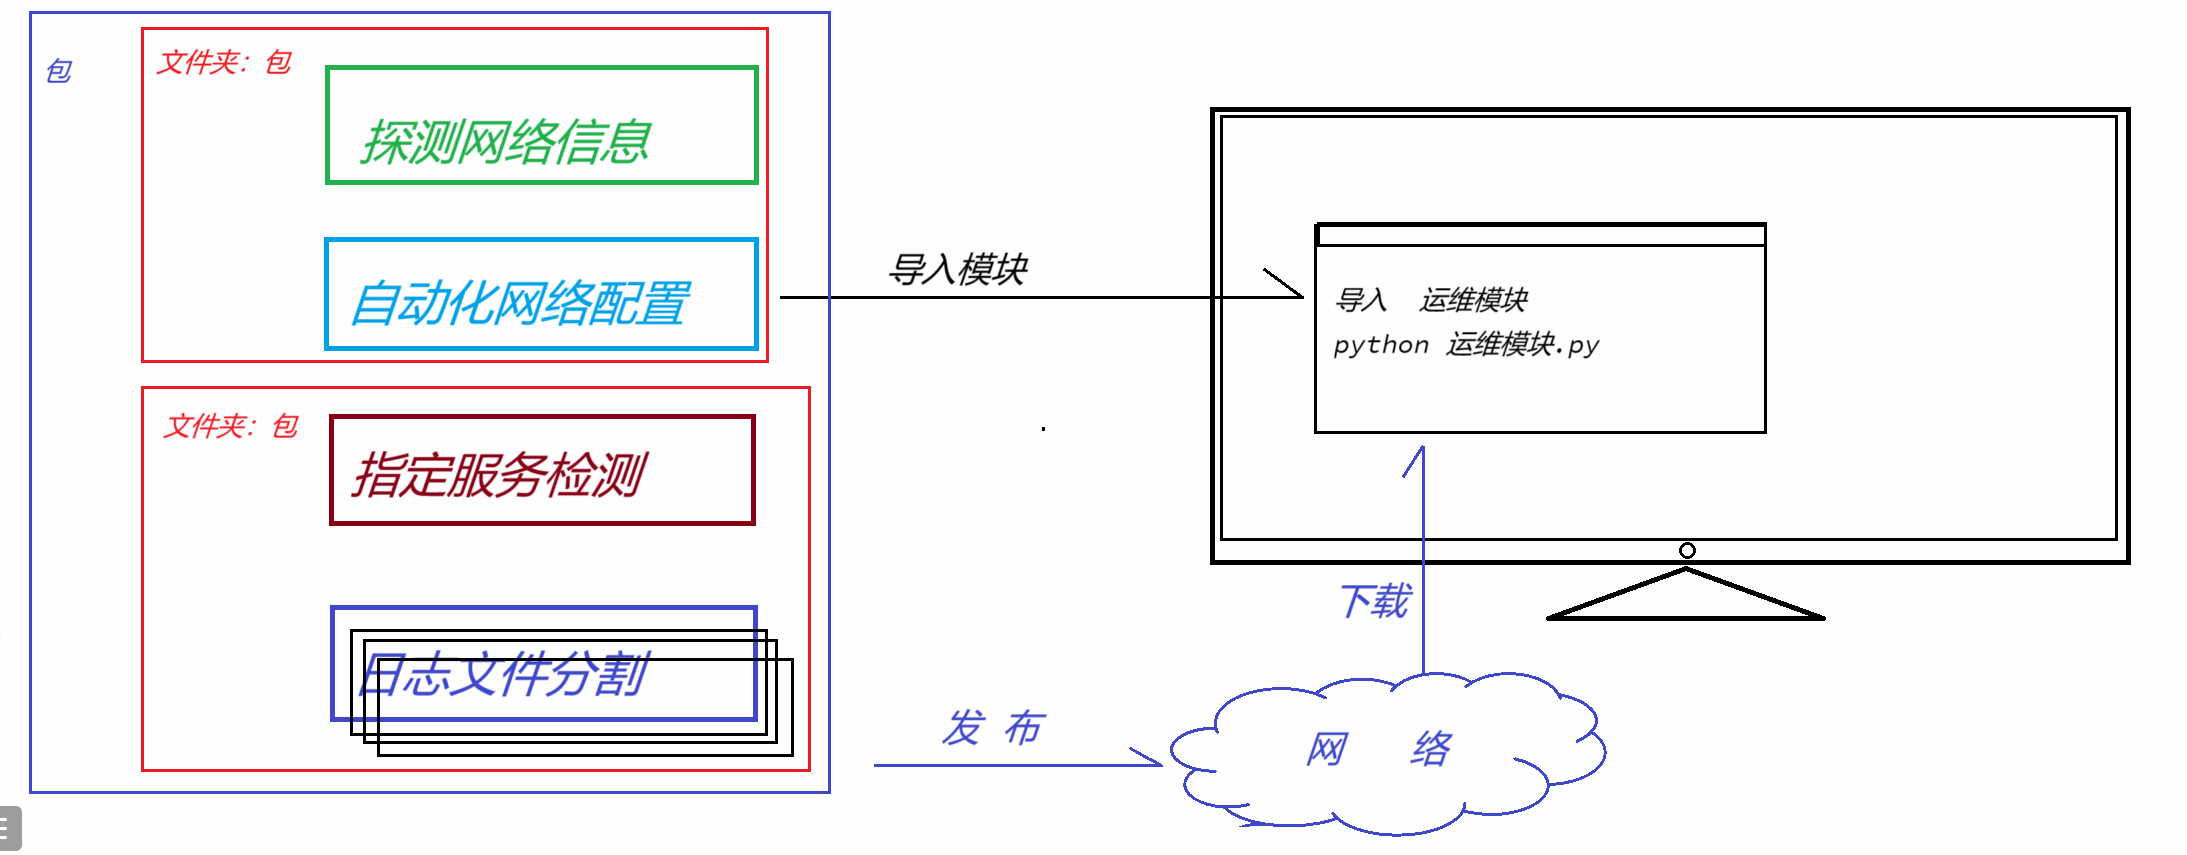 包
文件夹：包
探测网络信息
自动化网络配置
文件夹：包
指定服务检测
日志文件分割
导入模块
导入 运维模块
python 运维模块.py
下载
发 布
网 络